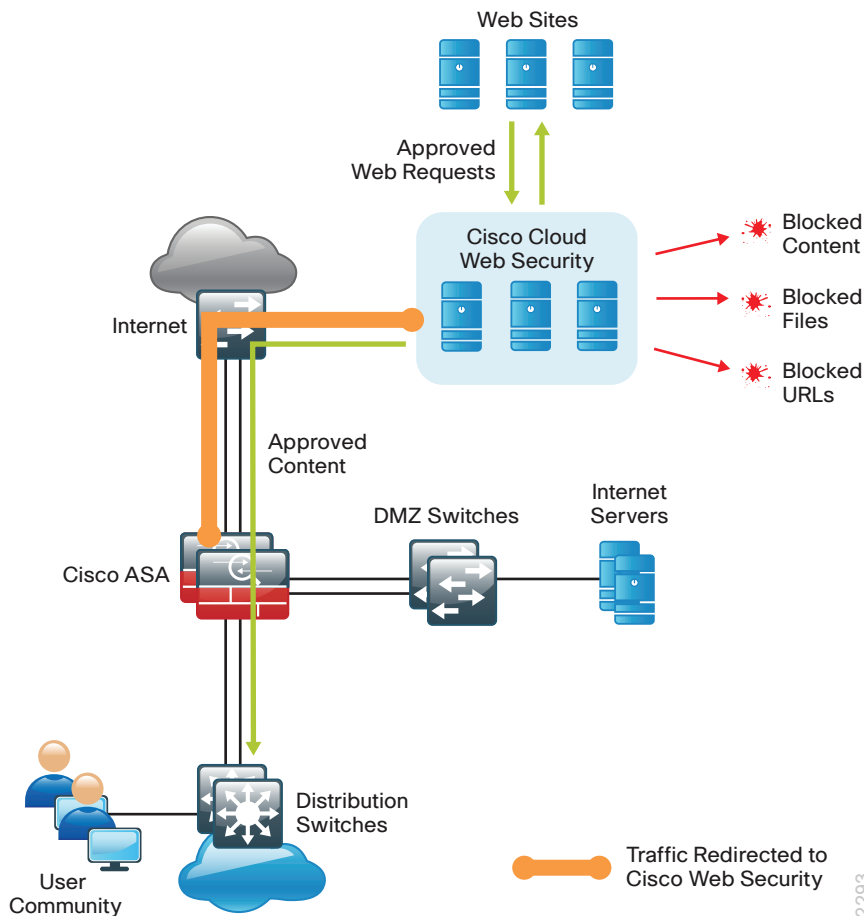 Web Sites
Approved
Web Requests
Cisco Cloud
Web Security
Blocked
Content
Blocked
Files
Blocked
URLs
Internet
Approved
Content
DMZ Switches
Internet
Servers
Cisco ASA
Distribution
Switches
User
Community
Traffic Redirected to
Cisco Web Security
2293